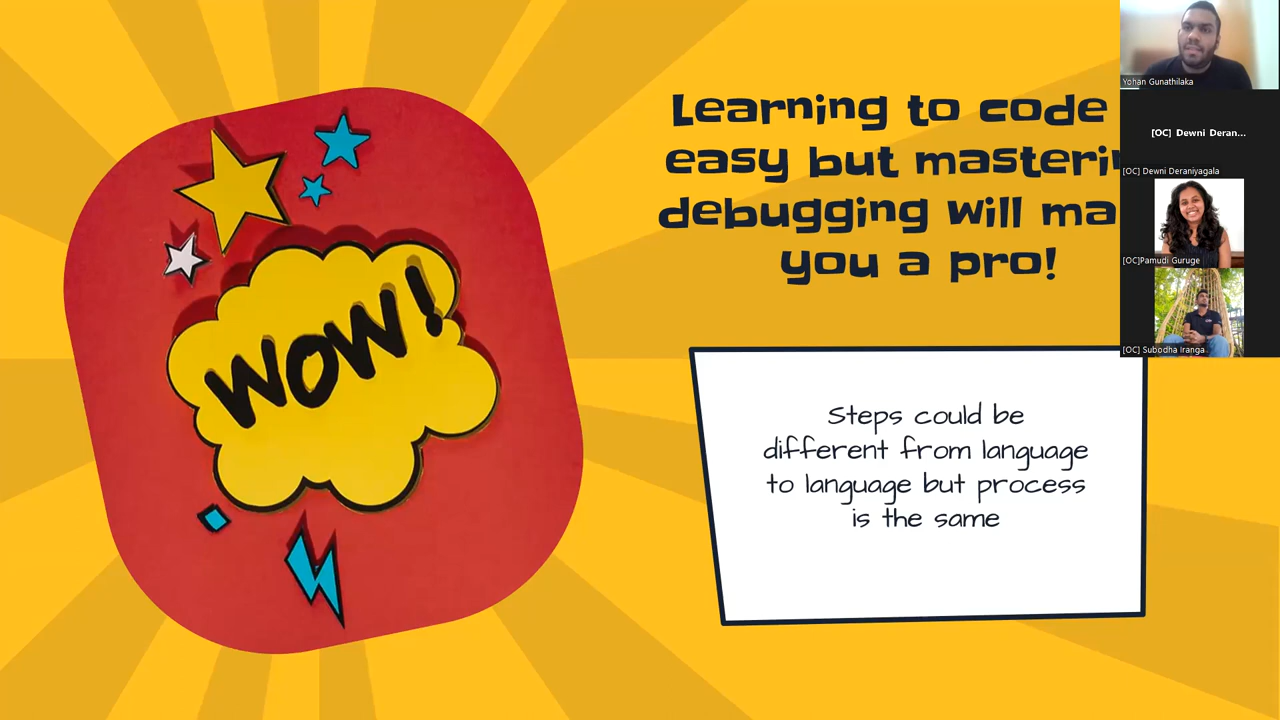 Learning to code
easy but masterin
debugging will ma
you a pro!
WOW!
Steps could be
different from language
to language but process
is the same
Yohan Gunathilaka
[OC] Dewni Deran...
[OC] Dewni Deraniyagala
[OC]Pamudi Guruge
[OC] Subodha Iranga